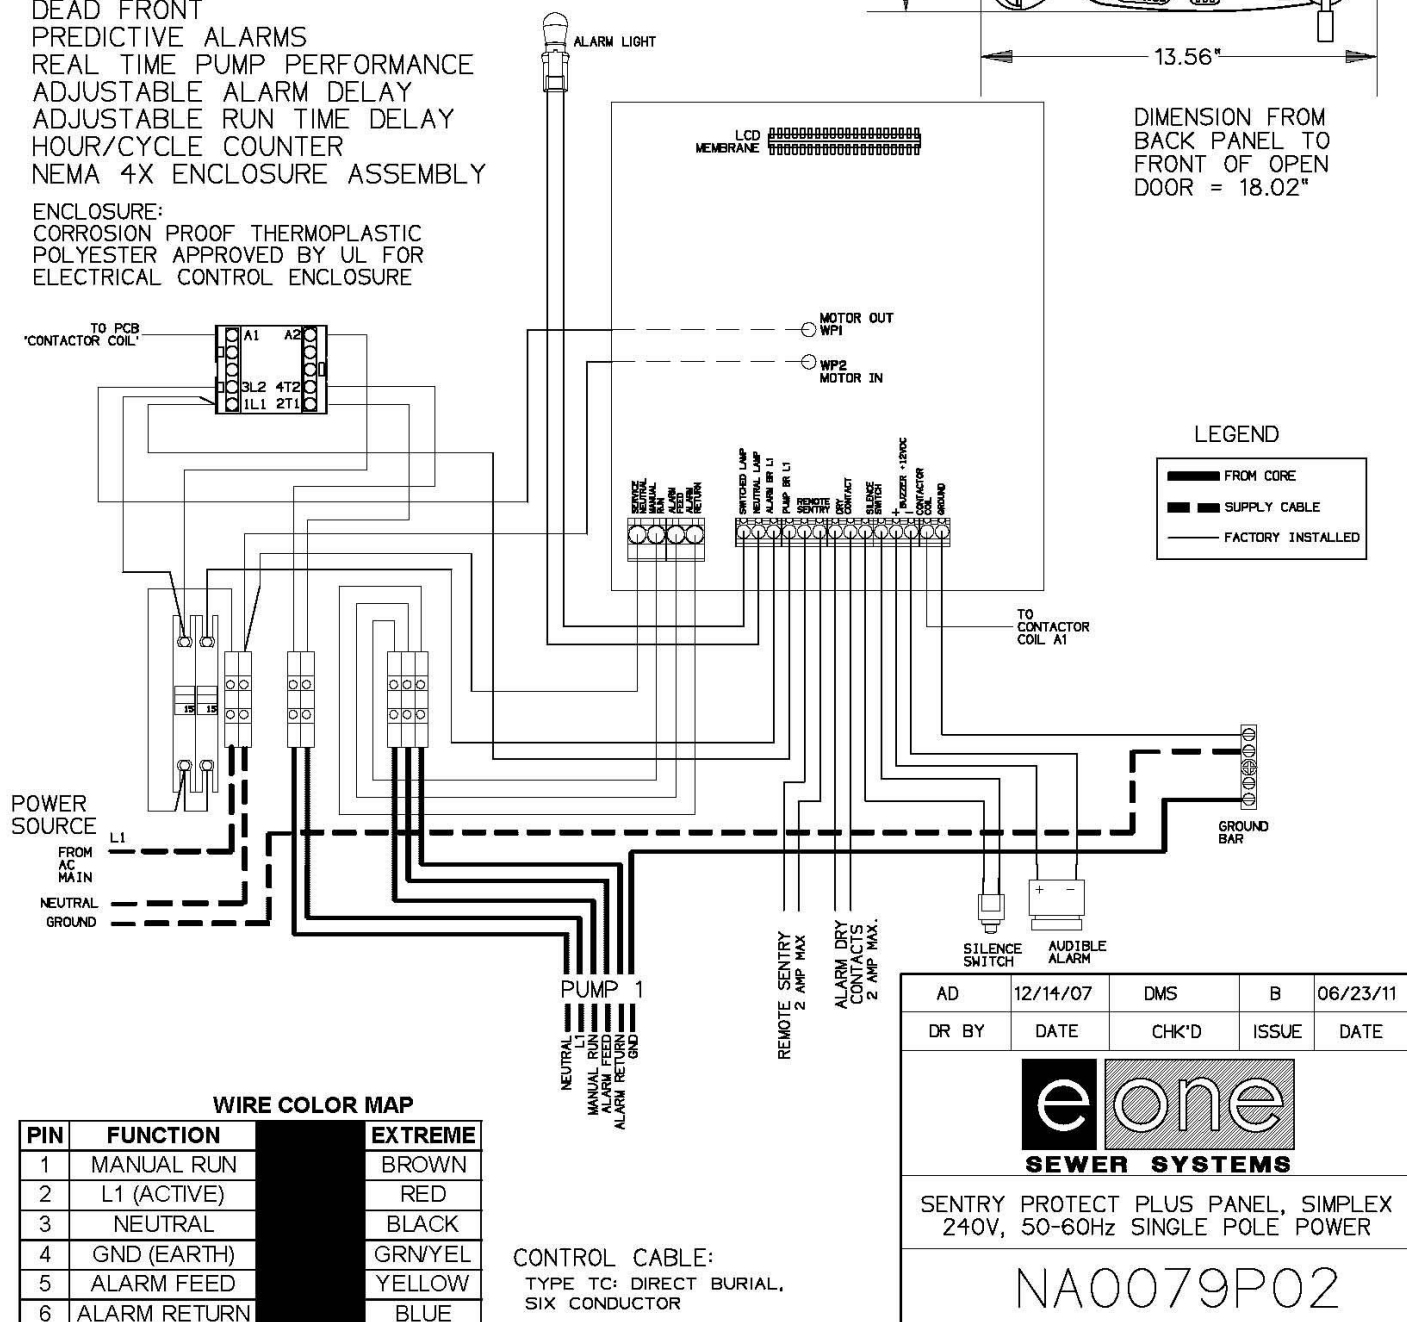 DEAD FRONT
PREDICTIVE ALARMS
REAL TIME PUMP PERFORMANCE
ADJUSTABLE ALARM DELAY
ADJUSTABLE RUN TIME DELAY
HOUR/CYCLE COUNTER
NEMA 4X ENCLOSURE ASSEMBLY
ENCLOSURE:
CORROSION PROOF THERMOPLASTIC
POLYESTER APPROVED BY UL FOR
ELECTRICAL CONTROL ENCLOSURE
ALARM LIGHT
13.56"
DIMENSION FROM
BACK PANEL TO
FRONT OF OPEN
DOOR = 18.02"
LCD
MEMBRANE
TO PCB
'CONTACTOR COIL'
A1 A2
3L2 4T2
1L1 2T1
MOTOR OUT
WP1
WP2
MOTOR IN
LEGEND
FROM CORE
SUPPLY CABLE
FACTORY INSTALLED
SERVICE
NEUTRAL
MANUAL
RUN
ALARM
FEED
ALARM
RETURN
SWITCHED LAMP
NEUTRAL LAMP
ALARM BR L1
PUMP BR L1
REMOTE
SENTRY
DRY
CONTACT
SILENCE
SWITCH
+ BUZZER +12VDC
-
CONTACTOR
COIL
GROUND
TO
CONTACTOR
COIL A1
15 15
POWER
SOURCE
L1
FROM
AC
MAIN
NEUTRAL
GROUND
GROUND
BAR
+ -
SILENCE
SWITCH
AUDIBLE
ALARM
REMOTE SENTRY
2 AMP MAX
ALARM DRY
CONTACTS
2 AMP MAX.
PUMP 1
NEUTRAL
L1
MANUAL RUN
ALARM FEED
ALARM RETURN
GND
AD 12/14/07 DMS B 06/23/11
DR BY DATE CHK'D ISSUE DATE
eone
SEWER SYSTEMS
SENTRY PROTECT PLUS PANEL, SIMPLEX
240V, 50-60Hz SINGLE POLE POWER
NA0079P02
WIRE COLOR MAP
PIN FUNCTION EXTREME
1 MANUAL RUN BROWN
2 L1 (ACTIVE) RED
3 NEUTRAL BLACK
4 GND (EARTH) GRN/YEL
5 ALARM FEED YELLOW
6 ALARM RETURN BLUE
CONTROL CABLE:
TYPE TC: DIRECT BURIAL,
SIX CONDUCTOR